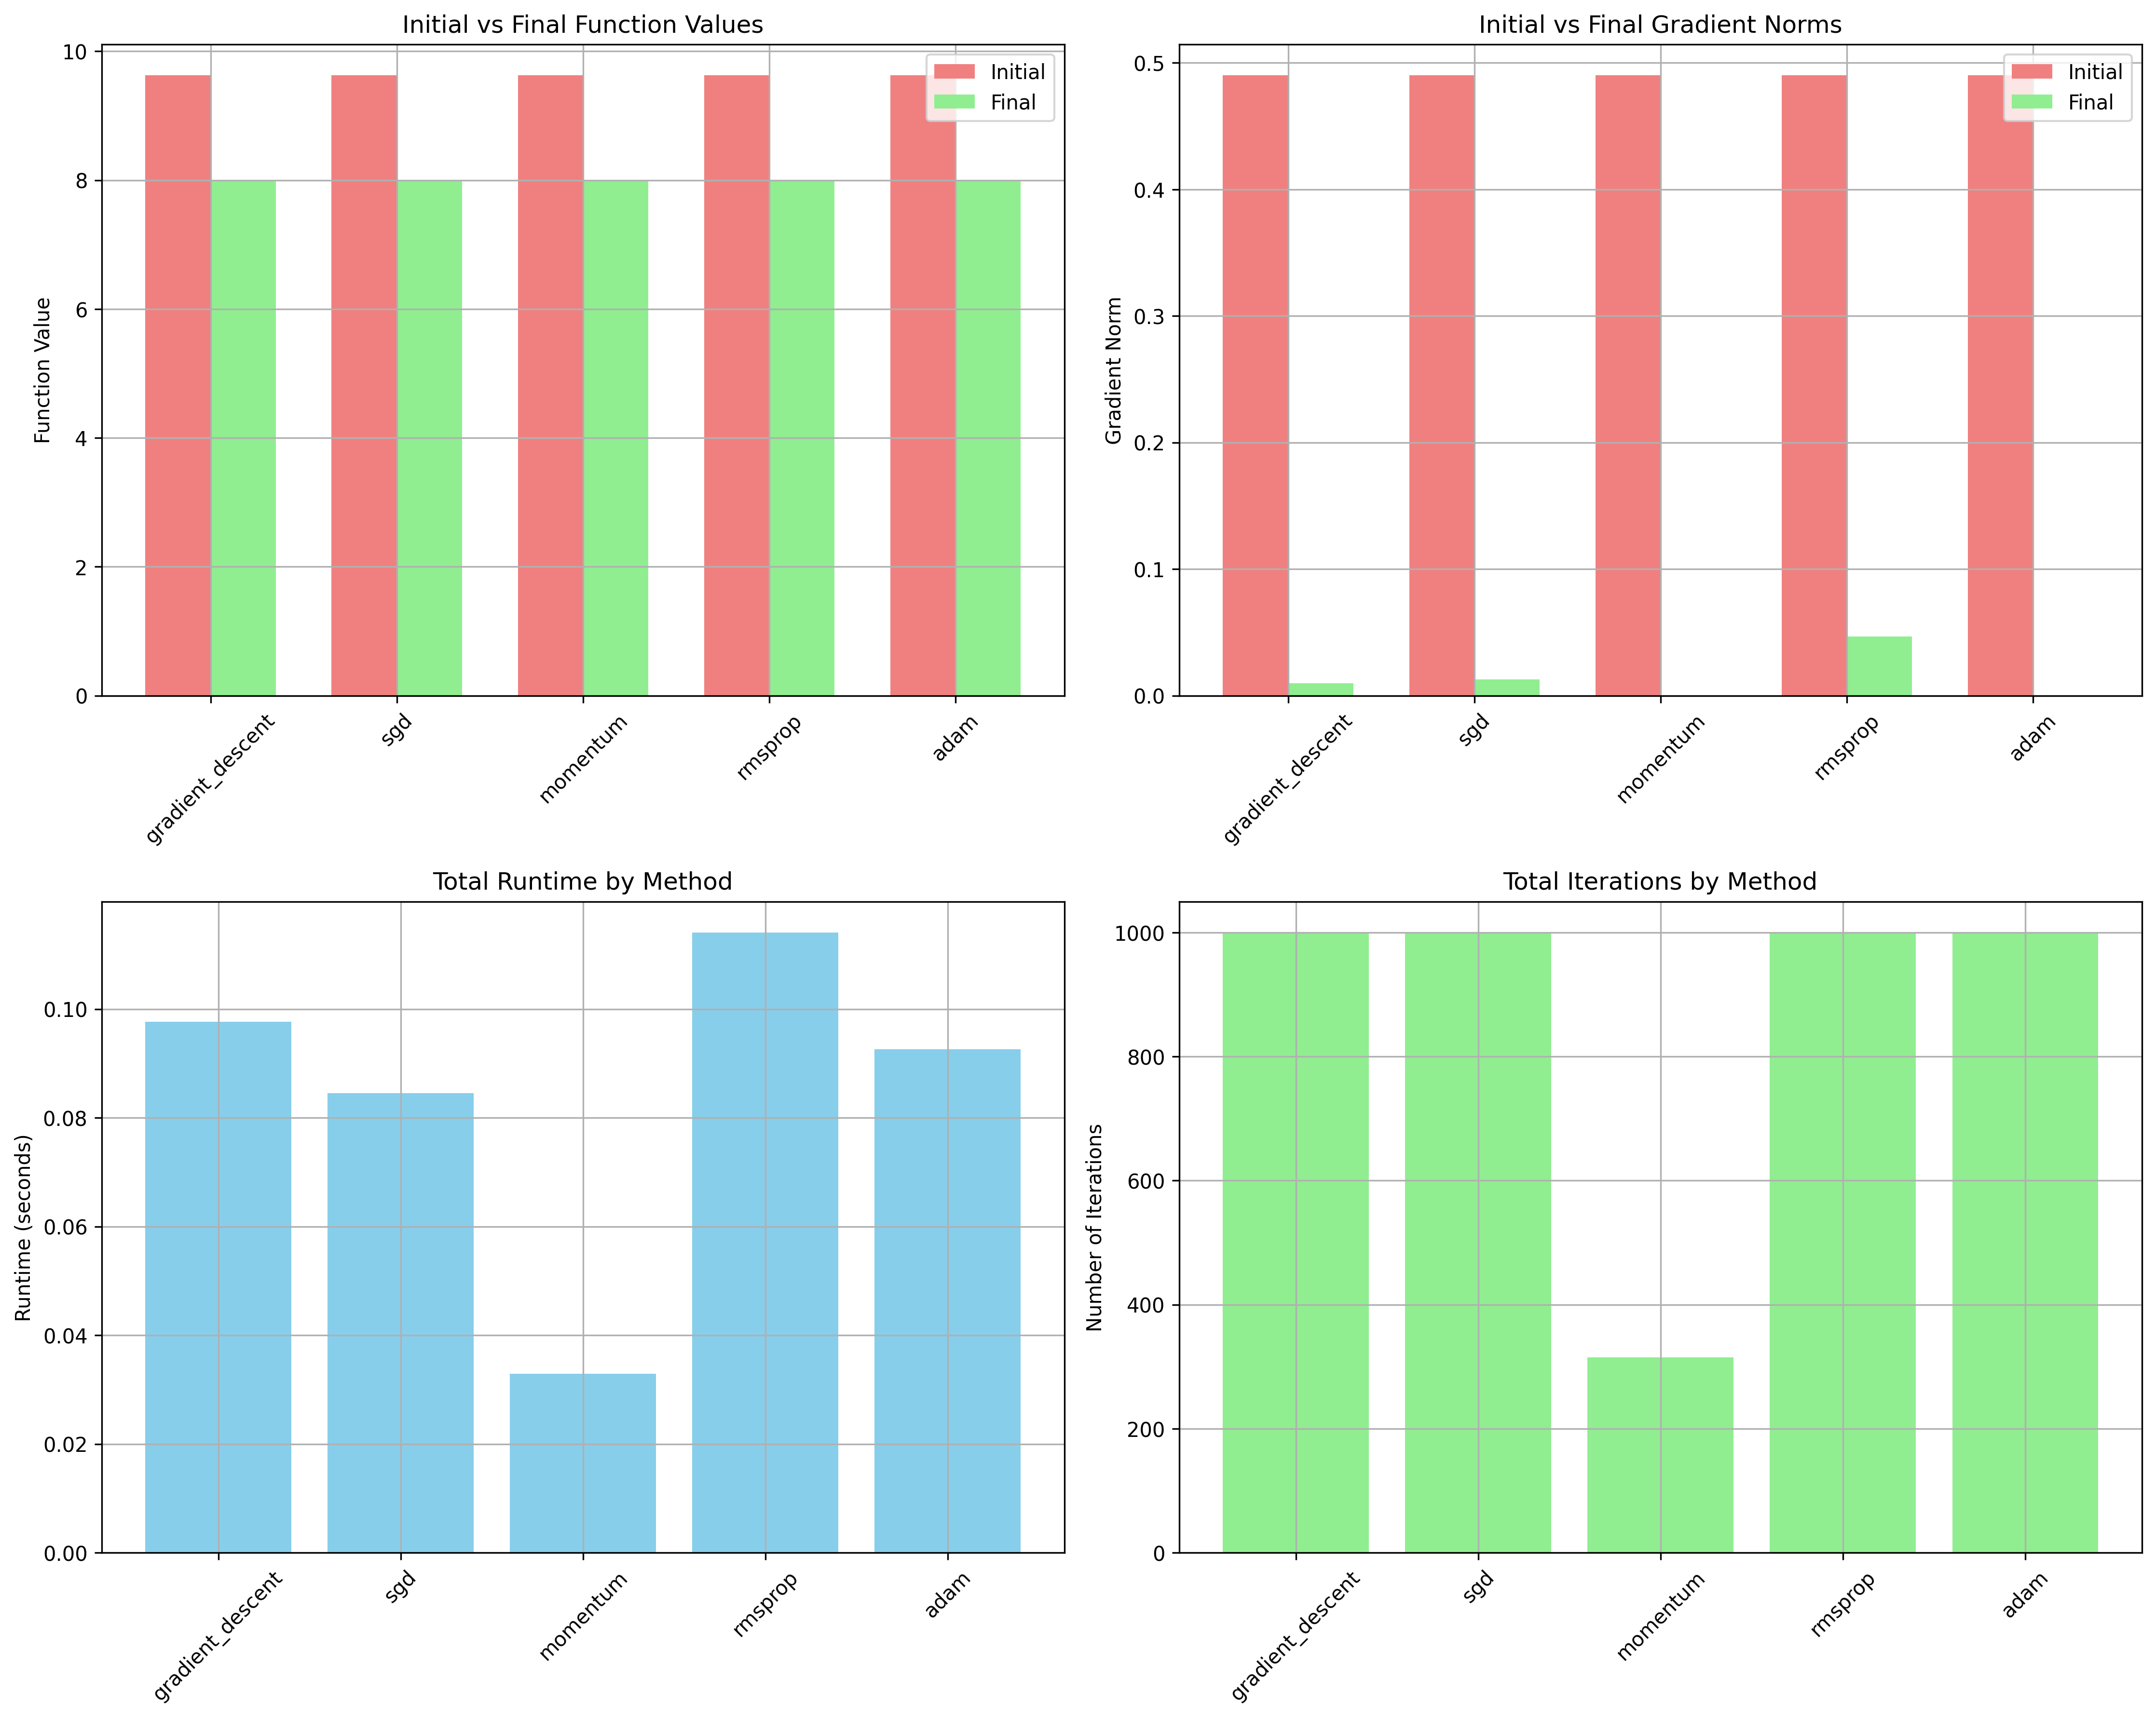 Initial vs Final Function Values
Function Value
10
8
6
4
2
0
Initial
Final
gradient_descent
sgd
momentum
rmsprop
adam
Initial vs Final Gradient Norms
Gradient Norm
0.5
0.4
0.3
0.2
0.1
0.0
Initial
Final
gradient_descent
sgd
momentum
rmsprop
adam
Total Runtime by Method
Runtime (seconds)
0.10
0.08
0.06
0.04
0.02
0.00
gradient_descent
sgd
momentum
rmsprop
adam
Total Iterations by Method
Number of Iterations
1000
800
600
400
200
0
gradient_descent
sgd
momentum
rmsprop
adam